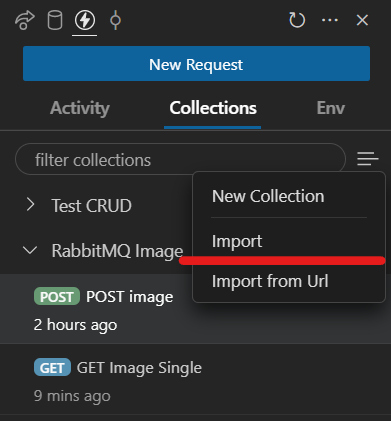 New Request
Activity Collections Env
filter collections
New Collection
Test CRUD
Import
RabbitMQ Image
Import from Url
POST POST image
2 hours ago
GET GET Image Single
9 mins ago